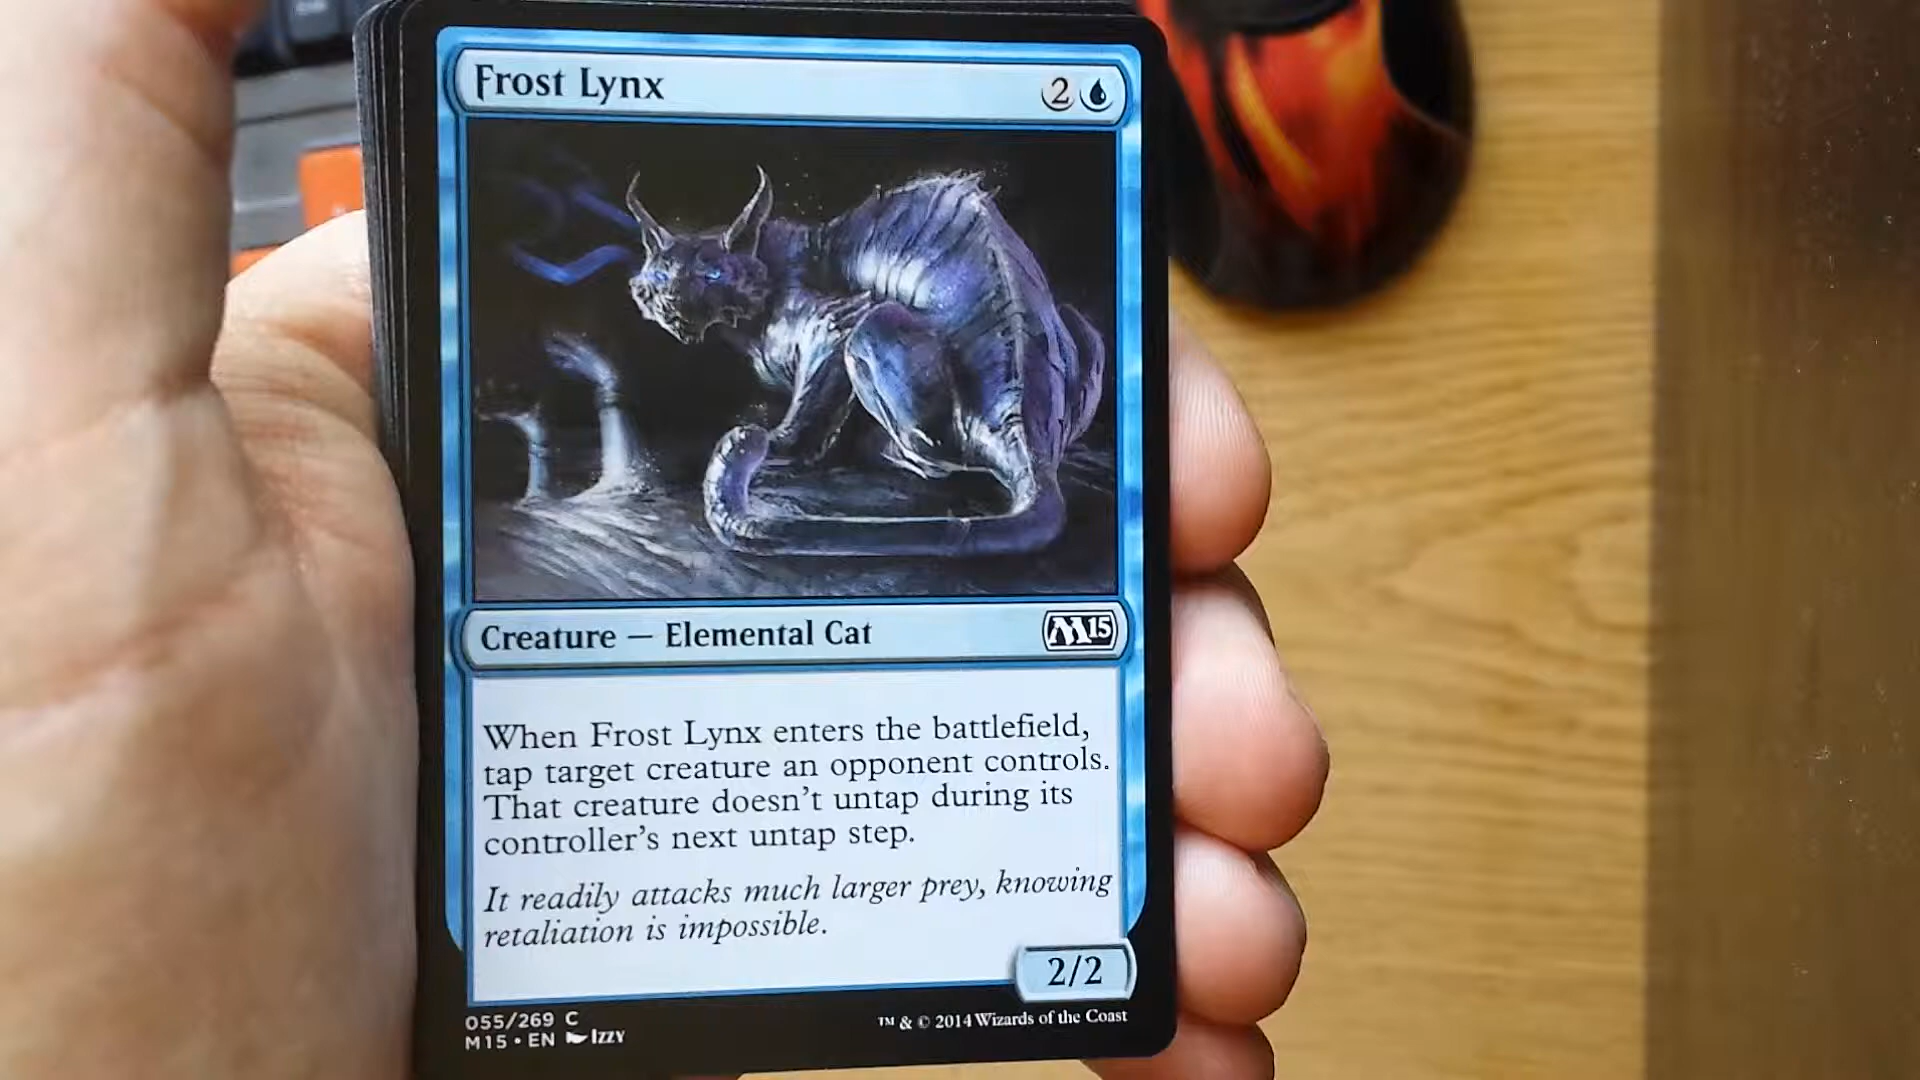 Frost Lynx 2
Creature — Elemental Cat M15
When Frost Lynx enters the battlefield,
tap target creature an opponent controls.
That creature doesn't untap during its
controller's next untap step.
It readily attacks much larger prey, knowing
retaliation is impossible.
2/2
055/269 C
M15 • EN Izzy
™ & © 2014 Wizards of the Coast